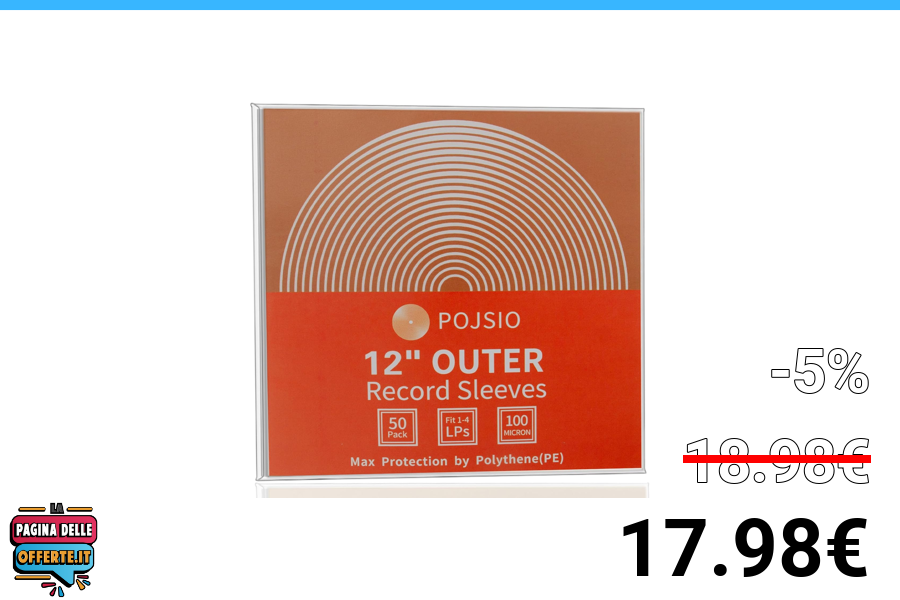 POJSIO
12" OUTER
Record Sleeves
50
Pack
Fit 1-4
LPs
100
MICRON
Max Protection by Polythene(PE)
-5%
18.98€
17.98€
LA
PAGINA DELLE
OFFERTE.IT